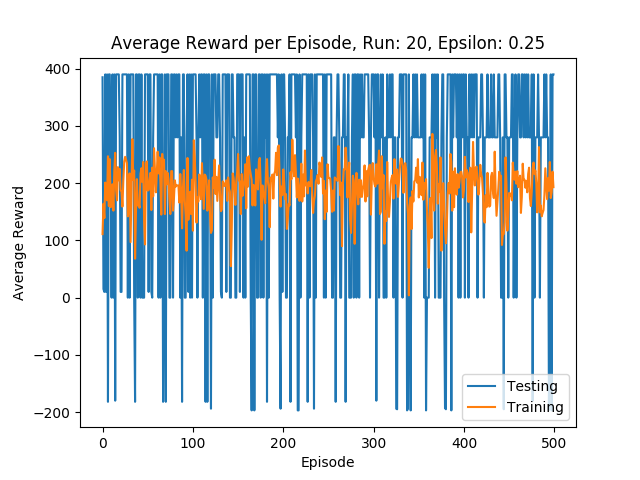 Average Reward per Episode, Run: 20, Epsilon: 0.25
400
300
200
100
0
−100
−200
Average Reward
0
100
200
300
400
500
Episode
Testing
Training